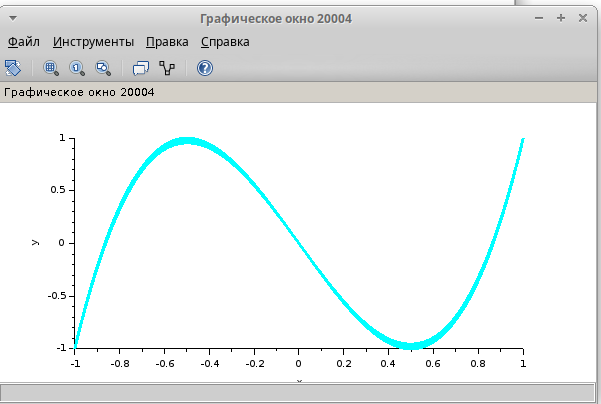 Графическое окно 20004
Файл Инструменты Правка Справка
Графическое окно 20004
1
0.5
y
0
-0.5
-1
-1 -0.8 -0.6 -0.4 -0.2 0 0.2 0.4 0.6 0.8 1